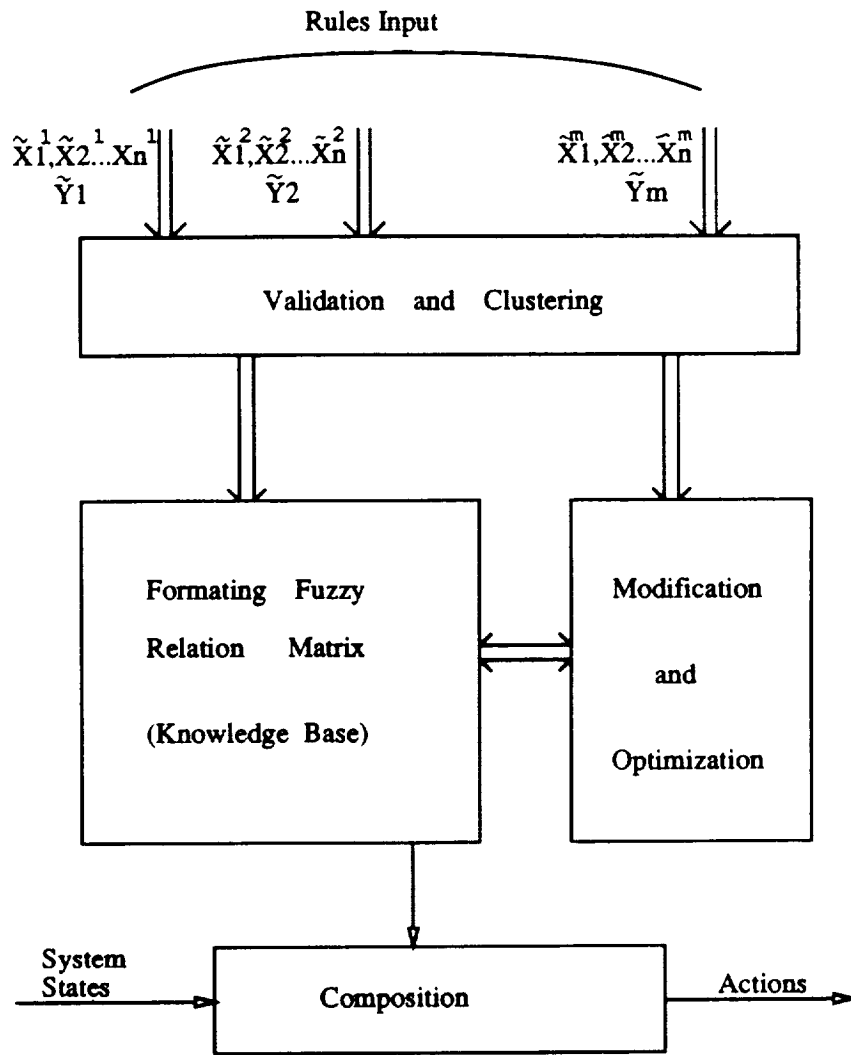 Rules Input
X̃1¹,X̃2¹...Xn¹ X̃1²,X̃2²...X̃n² X̃1ᵐ,X̂2ᵐ...X̂nᵐ
Ỹ1 Ỹ2 Ỹm
Validation and Clustering
Formating Fuzzy
Relation Matrix
(Knowledge Base)
Modification
and
Optimization
System
States
Composition
Actions